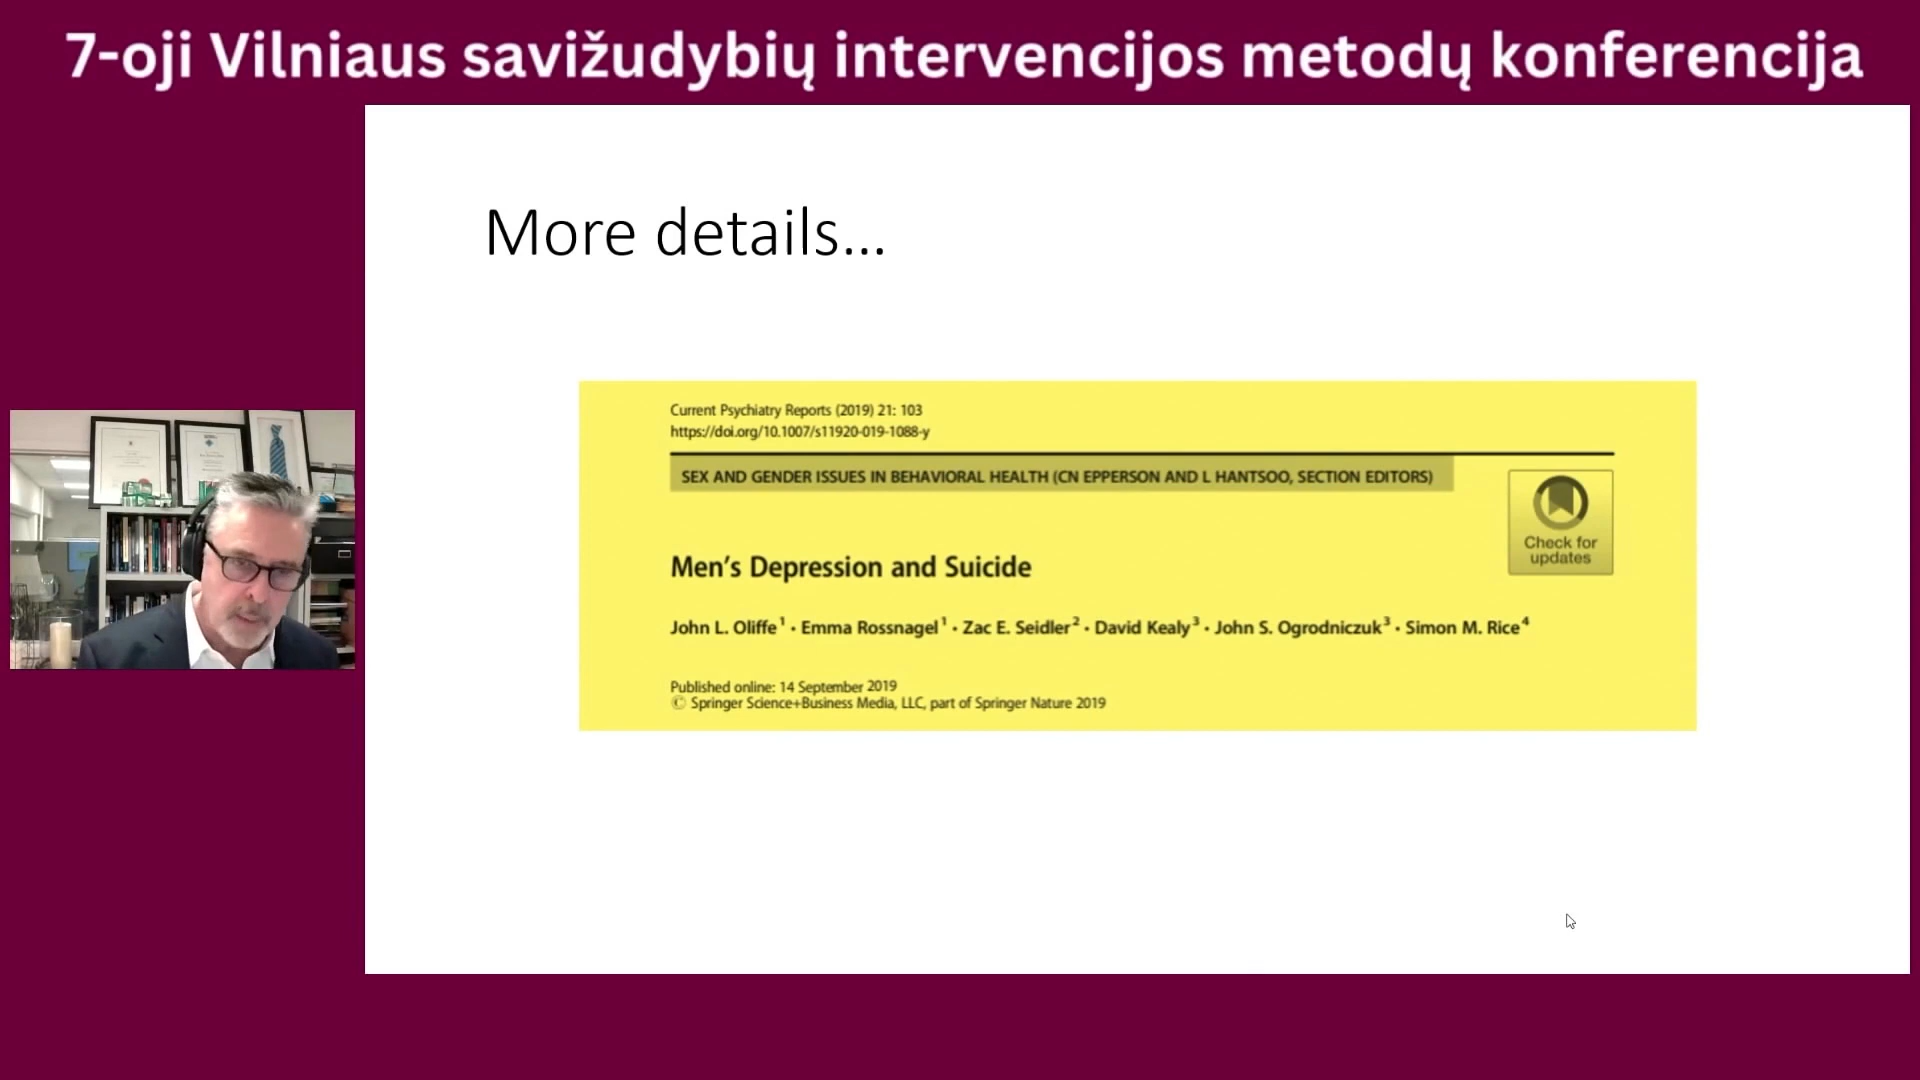 7-oji Vilniaus savižudybių intervencijos metodų konferencija
More details...
Current Psychiatry Reports (2019) 21: 103
https://doi.org/10.1007/s11920-019-1088-y
SEX AND GENDER ISSUES IN BEHAVIORAL HEALTH (CN EPPERSON AND L HANTSOO, SECTION EDITORS)
Check for
updates
Men's Depression and Suicide
John L. Oliffe¹ · Emma Rossnagel¹ · Zac E. Seidler² · David Kealy³ · John S. Ogrodniczuk³ · Simon M. Rice⁴
Published online: 14 September 2019
© Springer Science+Business Media, LLC, part of Springer Nature 2019